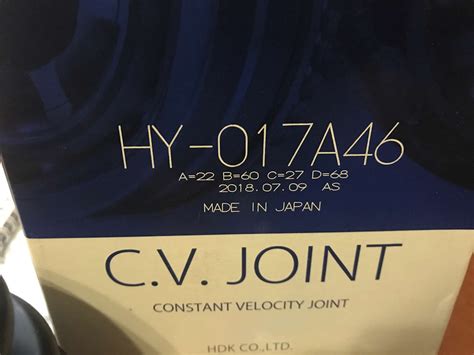 HY-017A46
A=22 B=60 C=27 D=68
2018.07.09 AS
MADE IN JAPAN
C.V. JOINT
CONSTANT VELOCITY JOINT
HDK CO.,LTD.